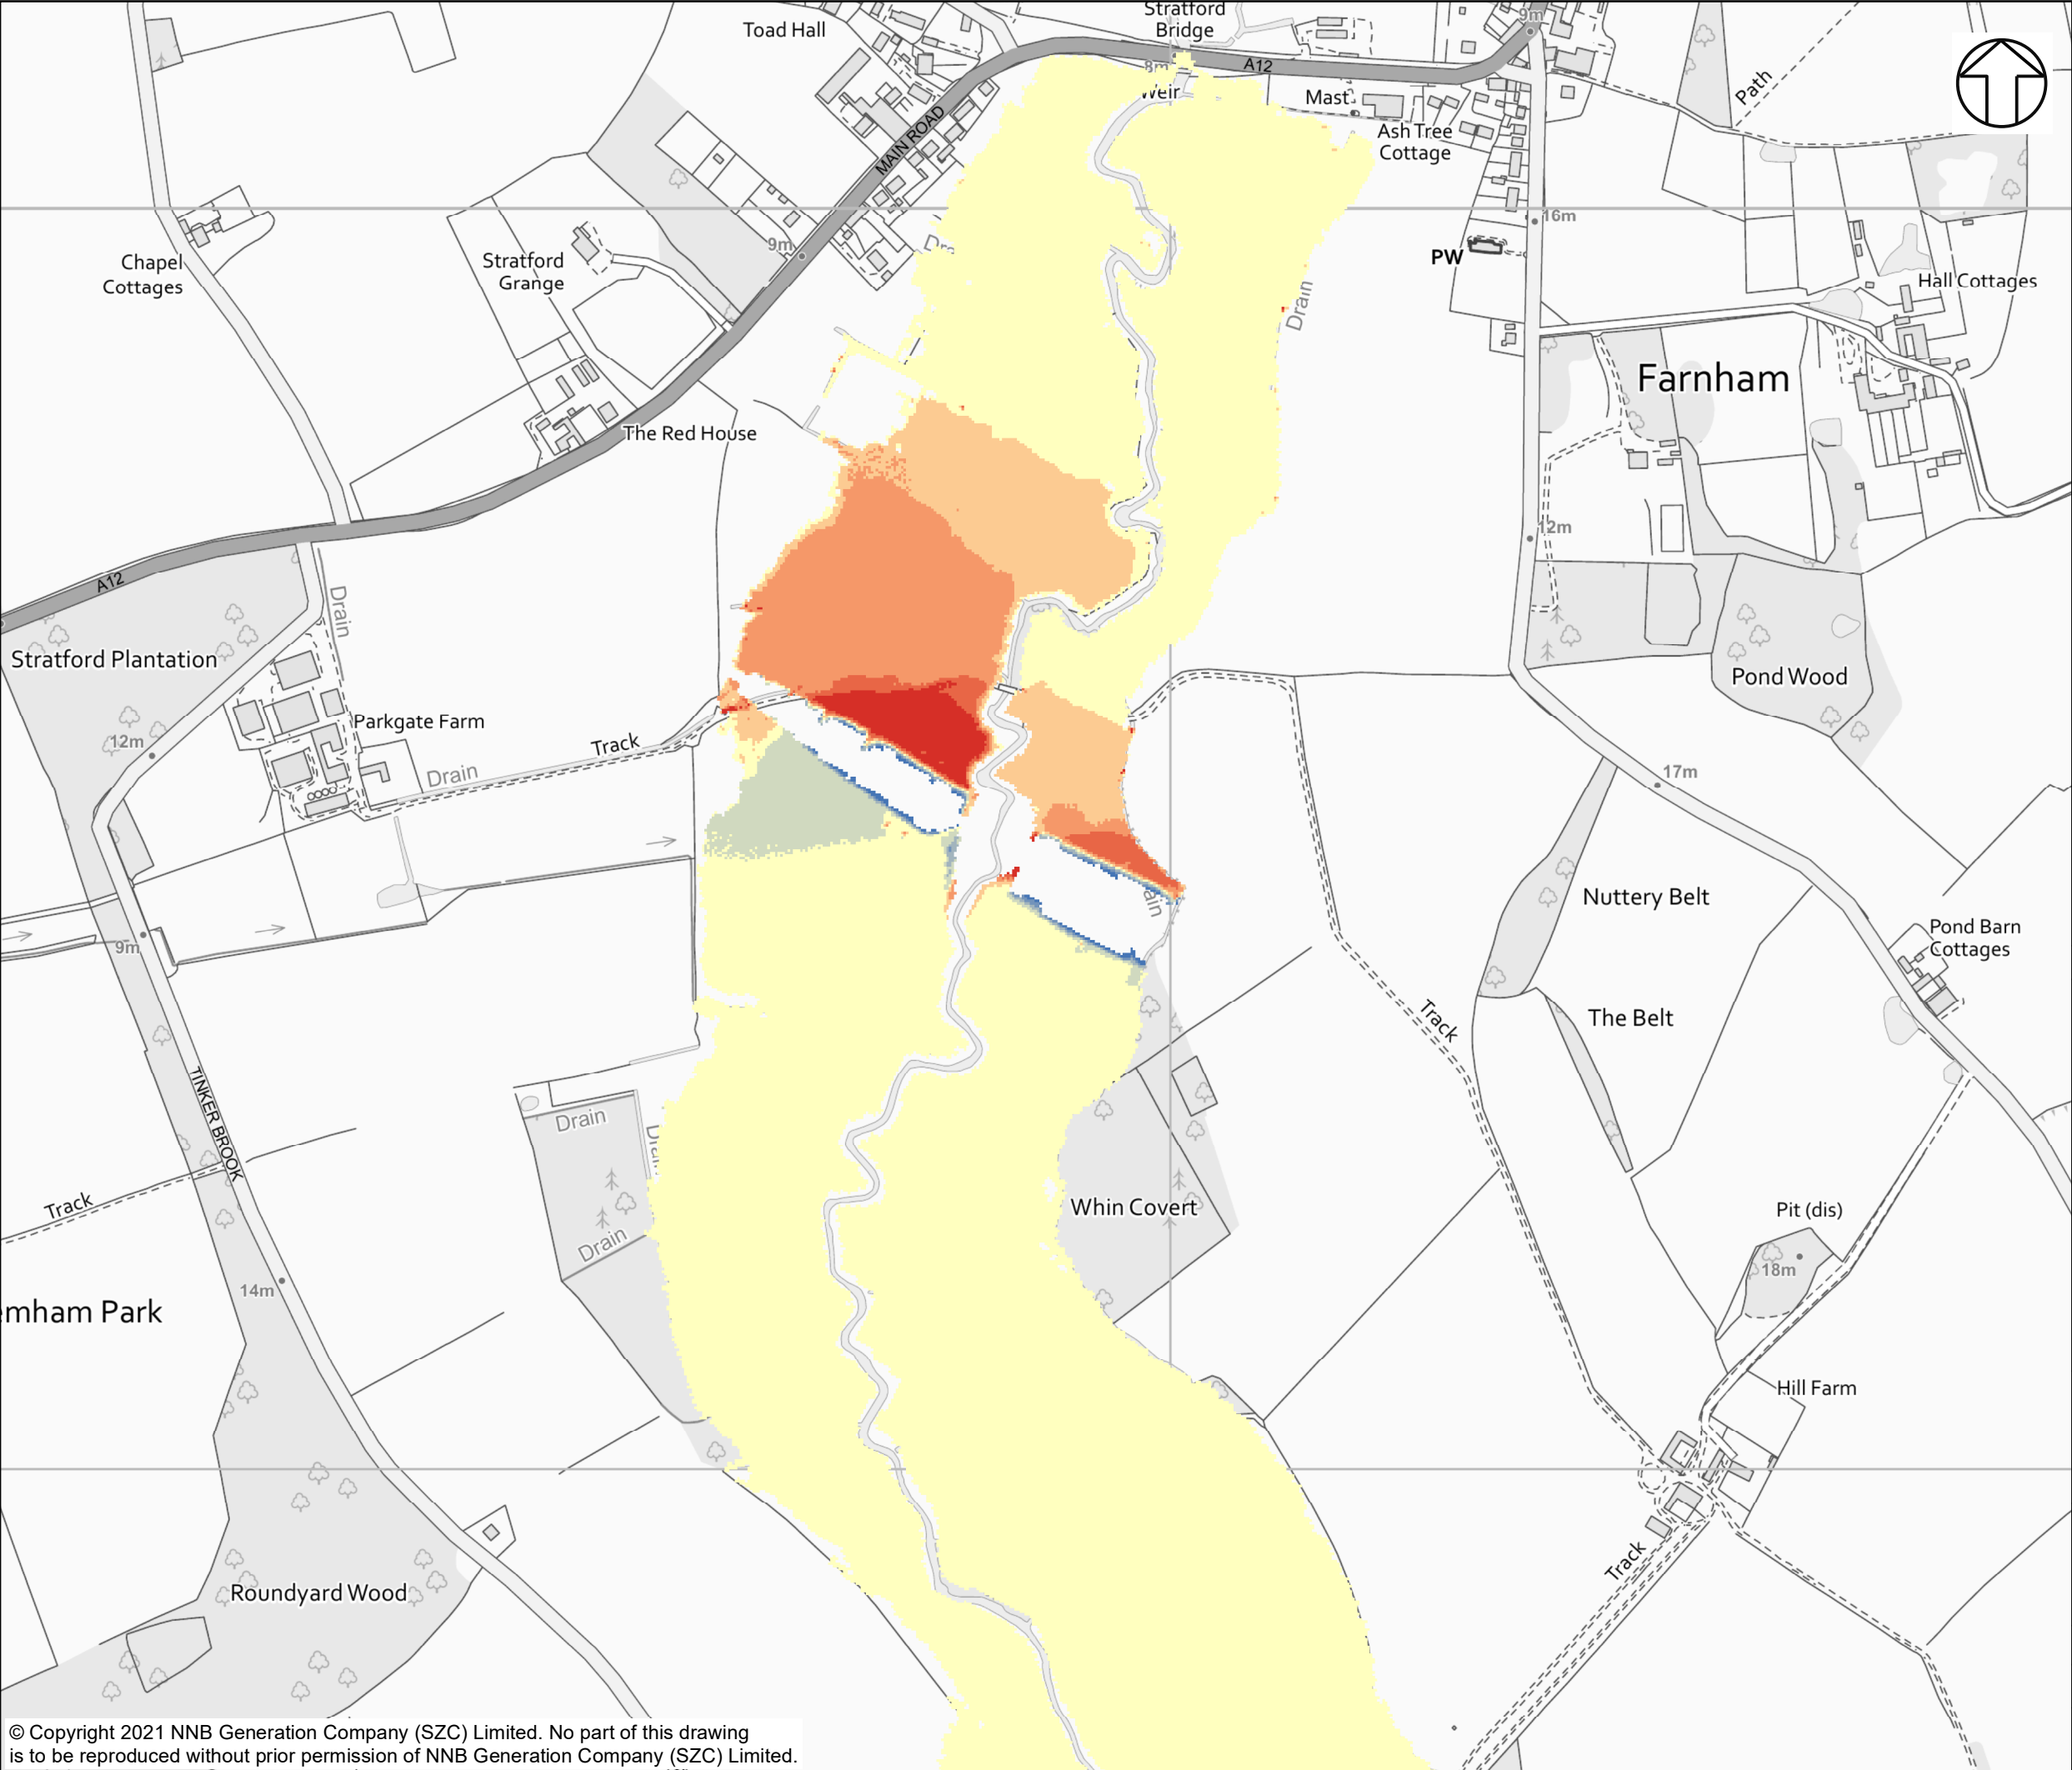 Toad Hall
Stratford
Bridge
9m
8m
A12
Weir
Mast
Path
Ash Tree
Cottage
MAIN ROAD
16m
9m
PW
Chapel
Cottages
Stratford
Grange
Hall Cottages
Drain
Farnham
The Red House
12m
A12
Drain
Stratford Plantation
Pond Wood
Parkgate Farm
12m
Track
Drain
17m
Nuttery Belt
9m
Pond Barn
Cottages
Track
The Belt
TINKER BROOK
Drain
Track
Whin Covert
Pit (dis)
Drain
18m
14m
Hill Farm
Track
Roundyard Wood
© Copyright 2021 NNB Generation Company (SZC) Limited. No part of this drawing
is to be reproduced without prior permission of NNB Generation Company (SZC) Limited.